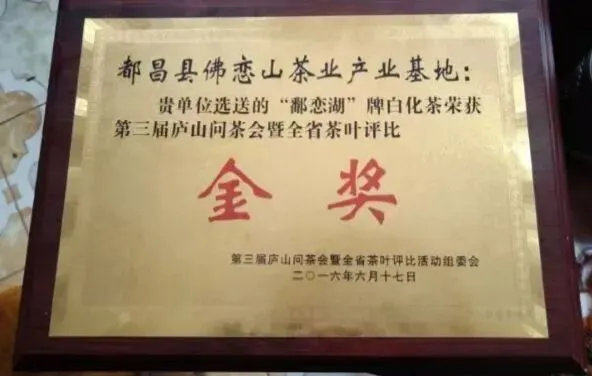 都昌县佛恋山茶业产业基地：
贵单位选送的“鄱恋湖”牌白化茶荣获
第三届庐山问茶会暨全省茶叶评比
金奖
第三届庐山问茶会暨全省茶叶评比活动组委会
二〇一六年六月十七日